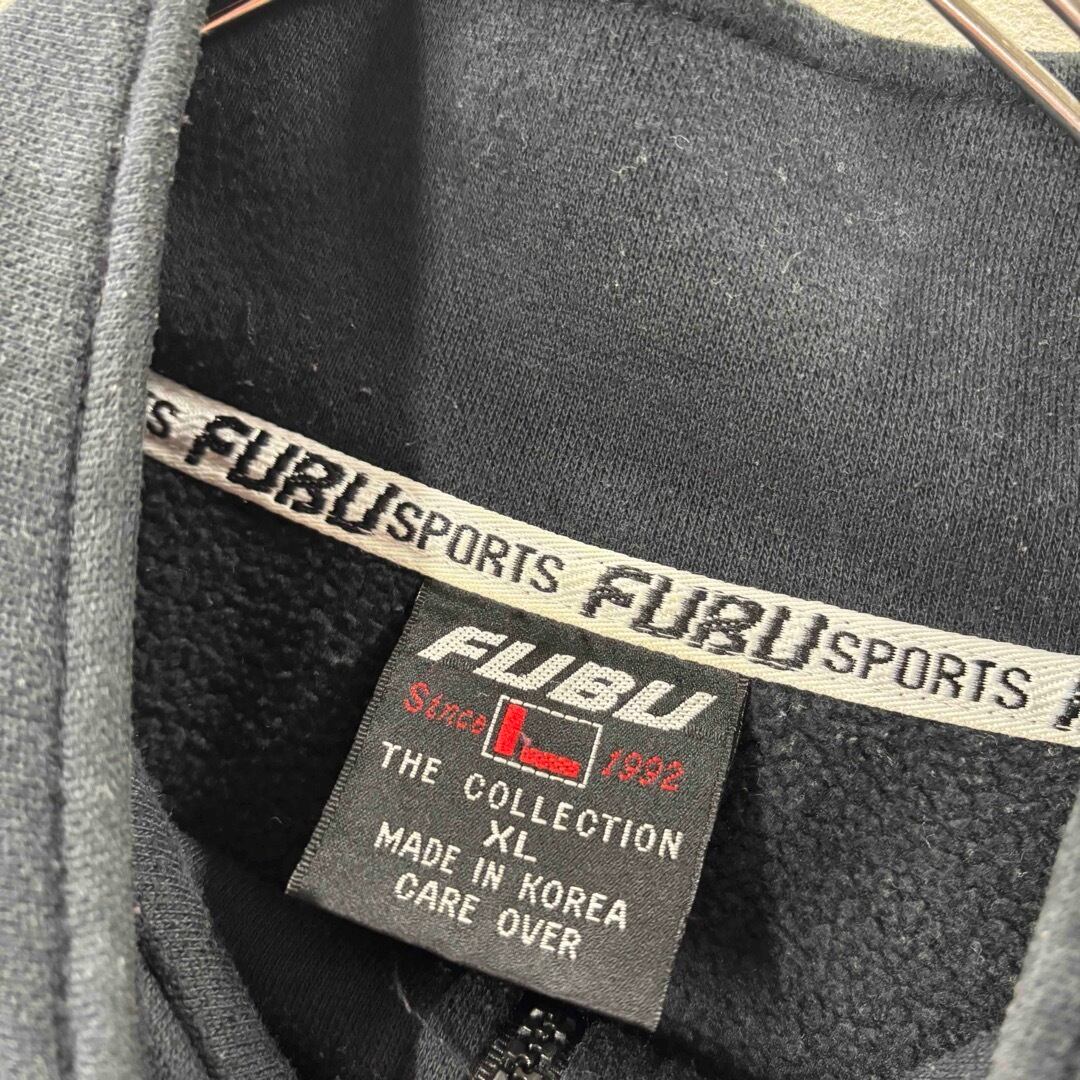 S FUBU SPORTS FUBU SPORTS F
FUBU
Since 1992
THE COLLECTION
XL
MADE IN KOREA
CARE OVER